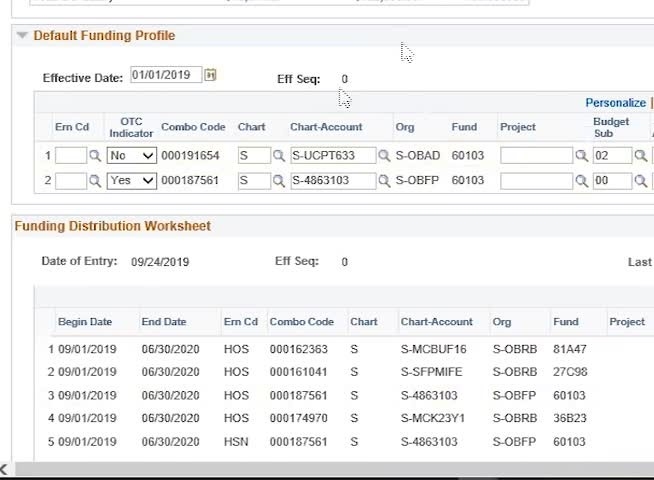 Default Funding Profile
Effective Date: 01/01/2019 Eff Seq: 0
Personalize |
Ern Cd OTC Indicator Combo Code Chart Chart-Account Org Fund Project Budget Sub
1 No 000191654 S S-UCPT633 S-OBAD 60103 02
2 Yes 000187561 S S-4863103 S-OBFP 60103 00
Funding Distribution Worksheet
Date of Entry: 09/24/2019 Eff Seq: 0 Last
Begin Date End Date Ern Cd Combo Code Chart Chart-Account Org Fund Project
1 09/01/2019 06/30/2020 HOS 000162363 S S-MCBUF16 S-OBRB 81A47
2 09/01/2019 06/30/2020 HOS 000161041 S S-SFPMIFE S-OBRB 27C98
3 09/01/2019 06/30/2020 HOS 000187561 S S-4863103 S-OBFP 60103
4 09/01/2019 06/30/2020 HOS 000174970 S S-MCK23Y1 S-OBRB 36B23
5 09/01/2019 06/30/2020 HSN 000187561 S S-4863103 S-OBFP 60103